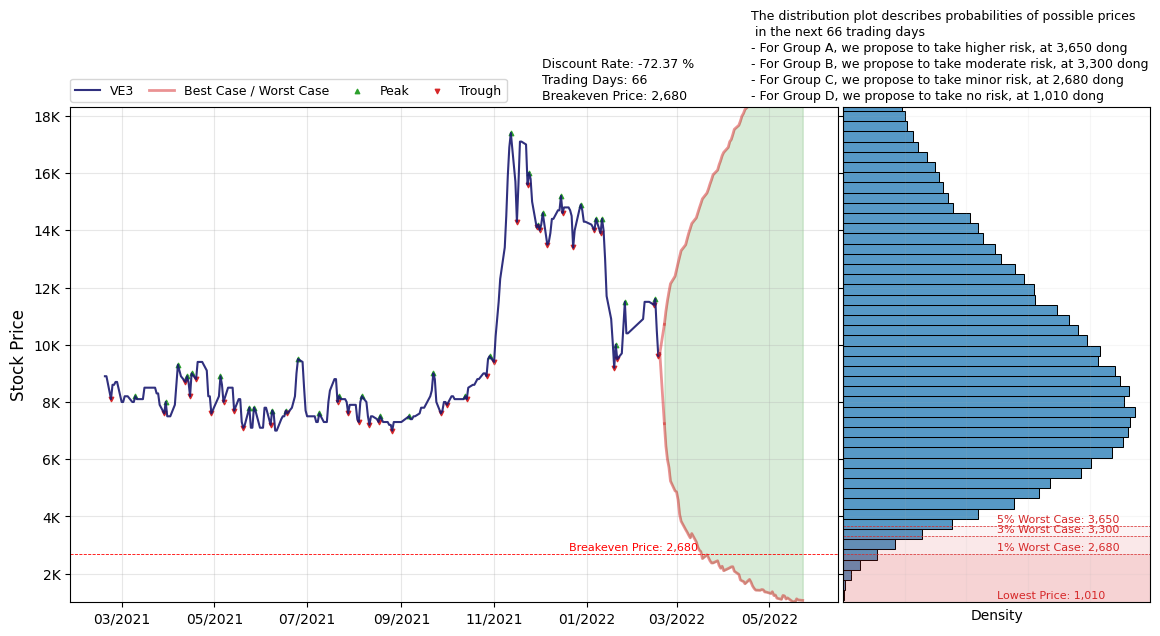 The distribution plot describes probabilities of possible prices
in the next 66 trading days
- For Group A, we propose to take higher risk, at 3,650 dong
- For Group B, we propose to take moderate risk, at 3,300 dong
- For Group C, we propose to take minor risk, at 2,680 dong
- For Group D, we propose to take no risk, at 1,010 dong
Discount Rate: -72.37 %
Trading Days: 66
Breakeven Price: 2,680
VE3
Best Case / Worst Case
Peak
Trough
Stock Price
18K
16K
14K
12K
10K
8K
6K
4K
2K
Breakeven Price: 2,680
03/2021
05/2021
07/2021
09/2021
11/2021
01/2022
03/2022
05/2022
5% Worst Case: 3,650
3% Worst Case: 3,300
1% Worst Case: 2,680
Lowest Price: 1,010
Density